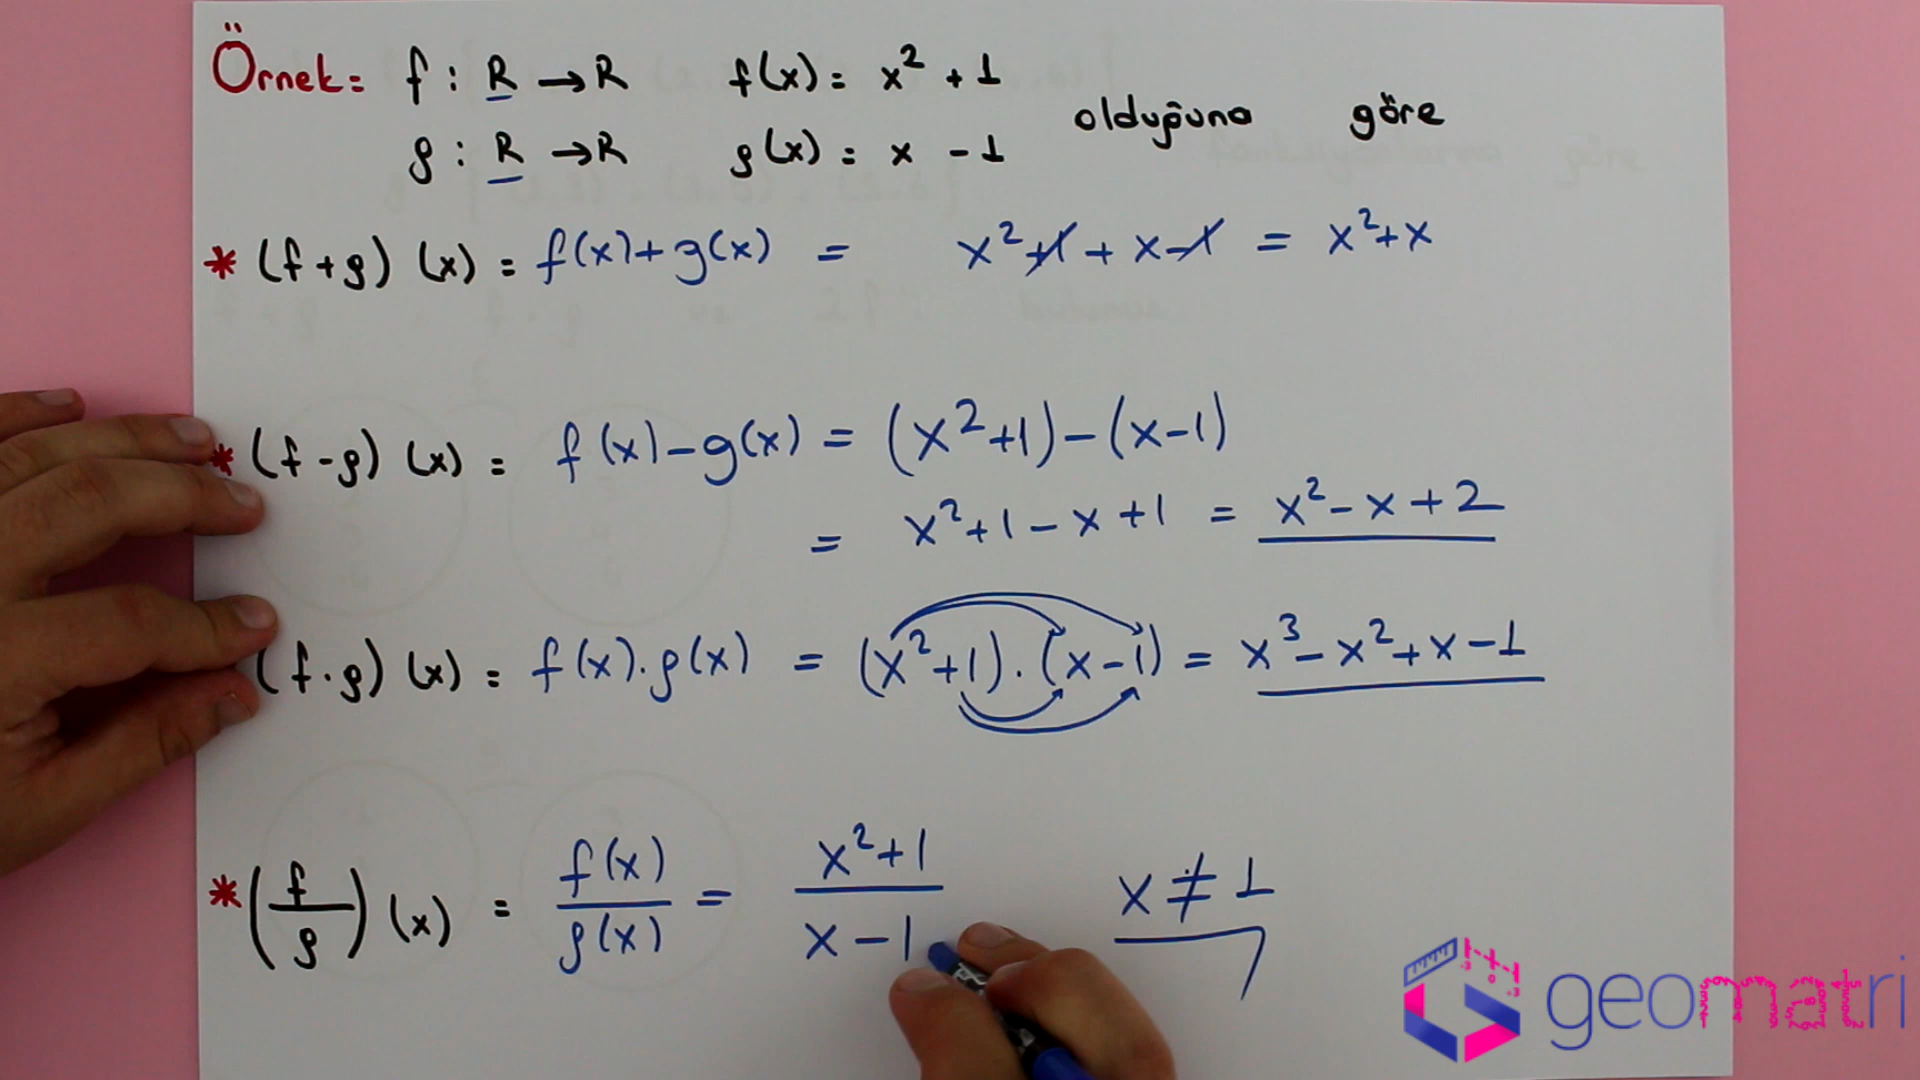 Örnek: f : R → R f(x) = x² + 1
g : R → R g(x) = x - 1 olduğuna göre
* (f + g) (x) = f(x) + g(x) = x² + 1 + x - 1 = x² + x
* (f - g) (x) = f(x) - g(x) = (x² + 1) - (x - 1)
= x² + 1 - x + 1 = x² - x + 2
(f . g) (x) = f(x) . g(x) = (x² + 1) . (x - 1) = x³ - x² + x - 1
* (f/g) (x) = f(x)/g(x) = x² + 1/x - 1 x ≠ 1
geomatri